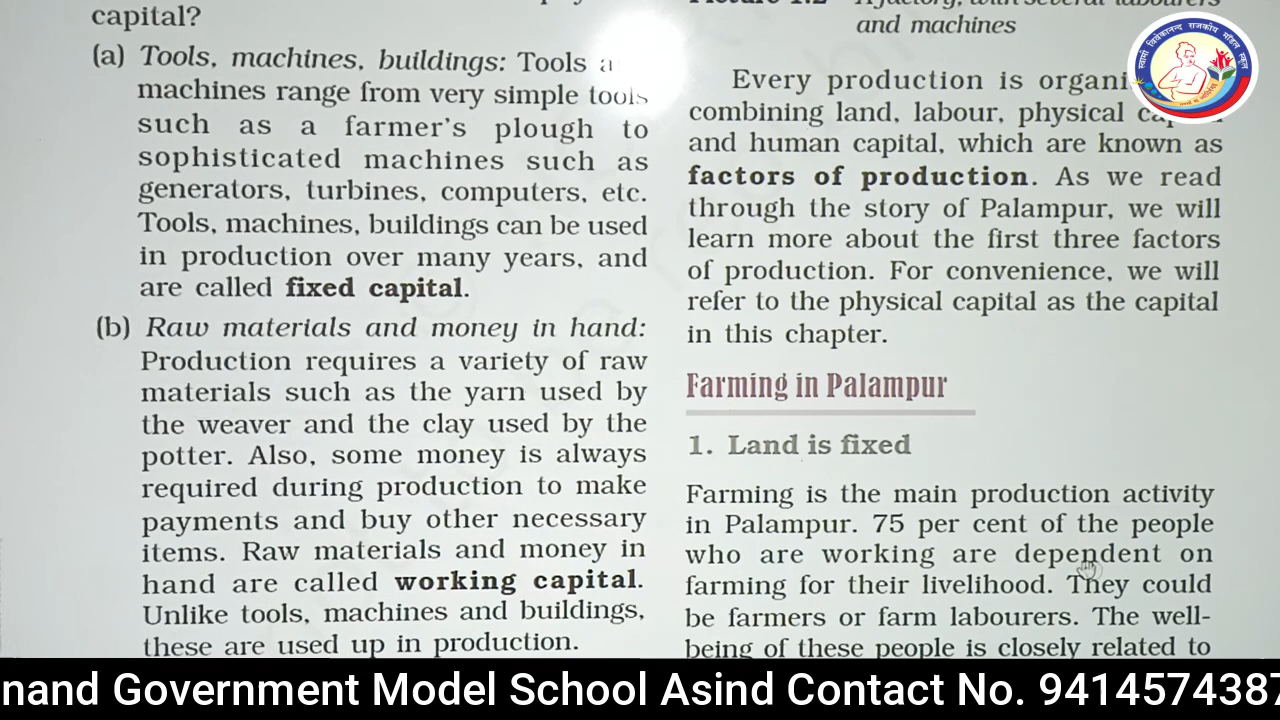 capital?
(a) Tools, machines, buildings: Tools
machines range from very simple tools
such as a farmer's plough to
sophisticated machines such as
generators, turbines, computers, etc.
Tools, machines, buildings can be used
in production over many years, and
are called fixed capital.
(b) Raw materials and money in hand:
Production requires a variety of raw
materials such as the yarn used by
the weaver and the clay used by the
potter. Also, some money is always
required during production to make
payments and buy other necessary
items. Raw materials and money in
hand are called working capital.
Unlike tools, machines and buildings,
these are used up in production.
and machines
Every production is
combining land, labour, physical
and human capital, which are known as
factors of production. As we read
through the story of Palampur, we will
learn more about the first three factors
of production. For convenience, we will
refer to the physical capital as the capital
in this chapter.
Farming in Palampur
1. Land is fixed
Farming is the main production activity
in Palampur. 75 per cent of the people
who are working are dependent on
farming for their livelihood. They could
be farmers or farm labourers. The well-
being of these people is closely related to
स्वामी विवेकानन्द राजकीय मॉडल स्कूल
nand Government Model School Asind Contact No. 9414574387